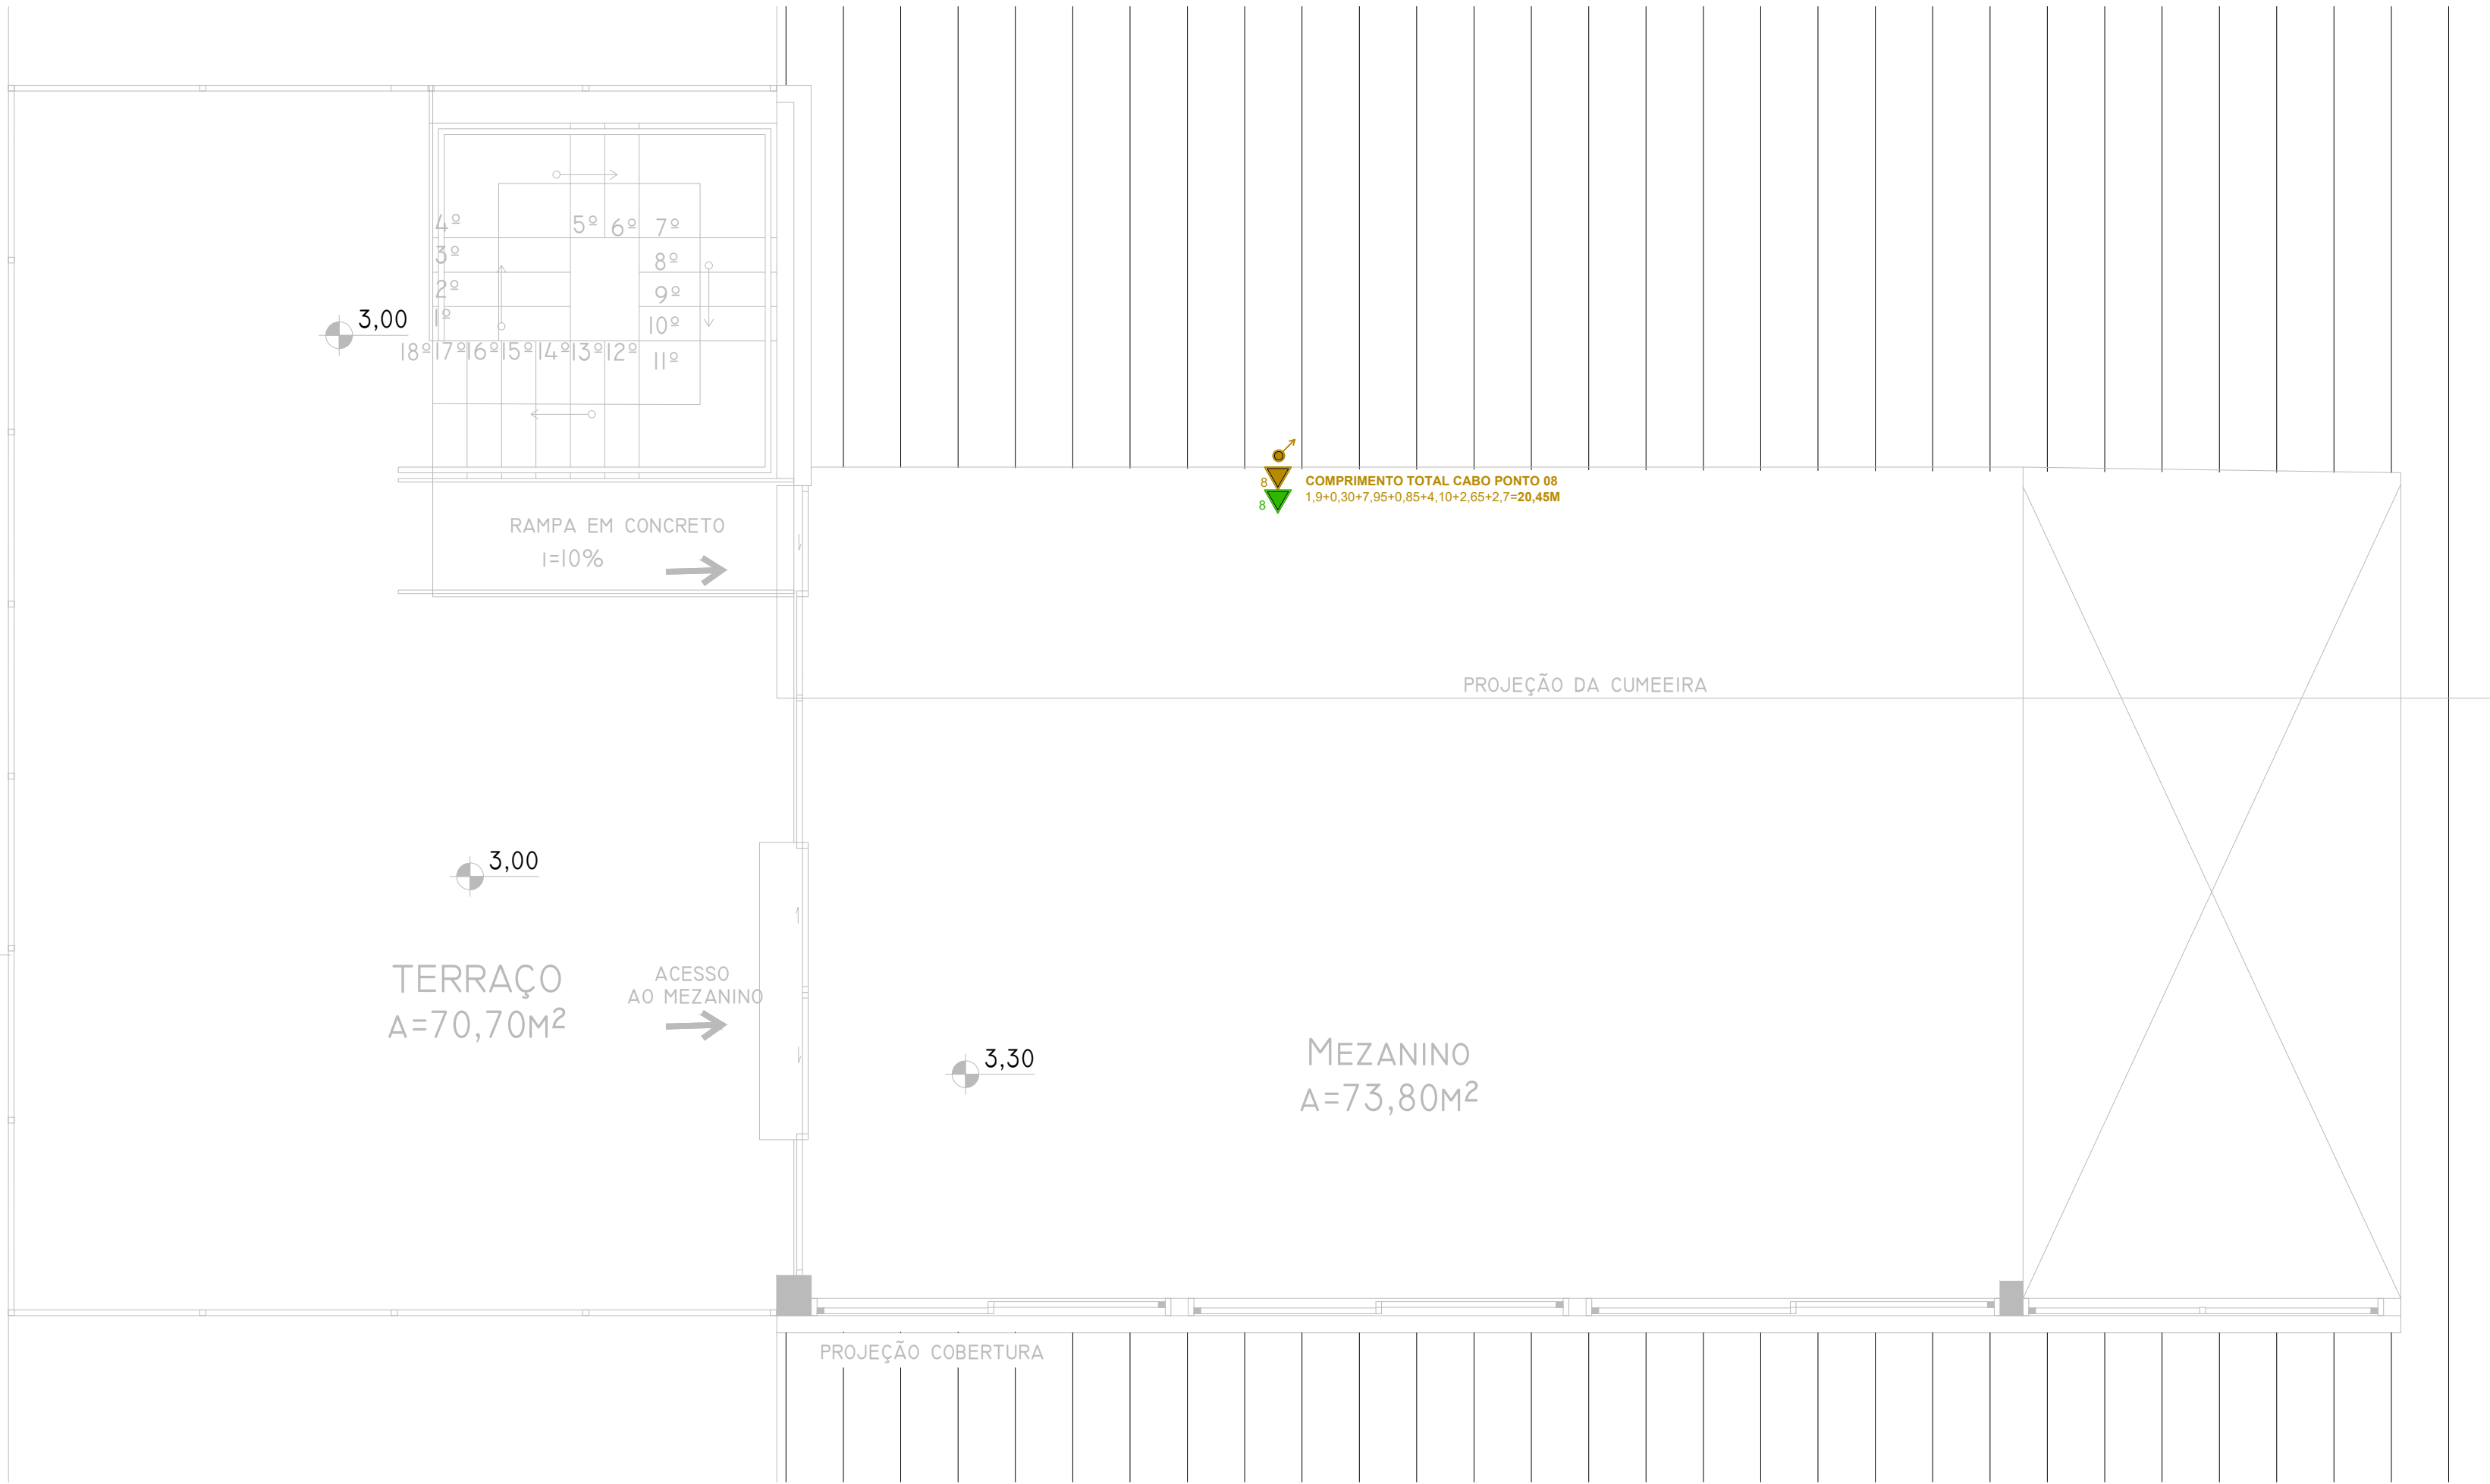 4º
5º
6º
7º
3º
8º
2º
9º
1º
10º
3,00
18º
17º
16º
15º
14º
13º
12º
11º
8
COMPRIMENTO TOTAL CABO PONTO 08
1,9+0,30+7,95+0,85+4,10+2,65+2,7=20,45M
8
RAMPA EM CONCRETO
i=10%
PROJEÇÃO DA CUMEEIRA
3,00
TERRAÇO
A=70,70M²
ACESSO
AO MEZANINO
3,30
MEZANINO
A=73,80M²
PROJEÇÃO COBERTURA